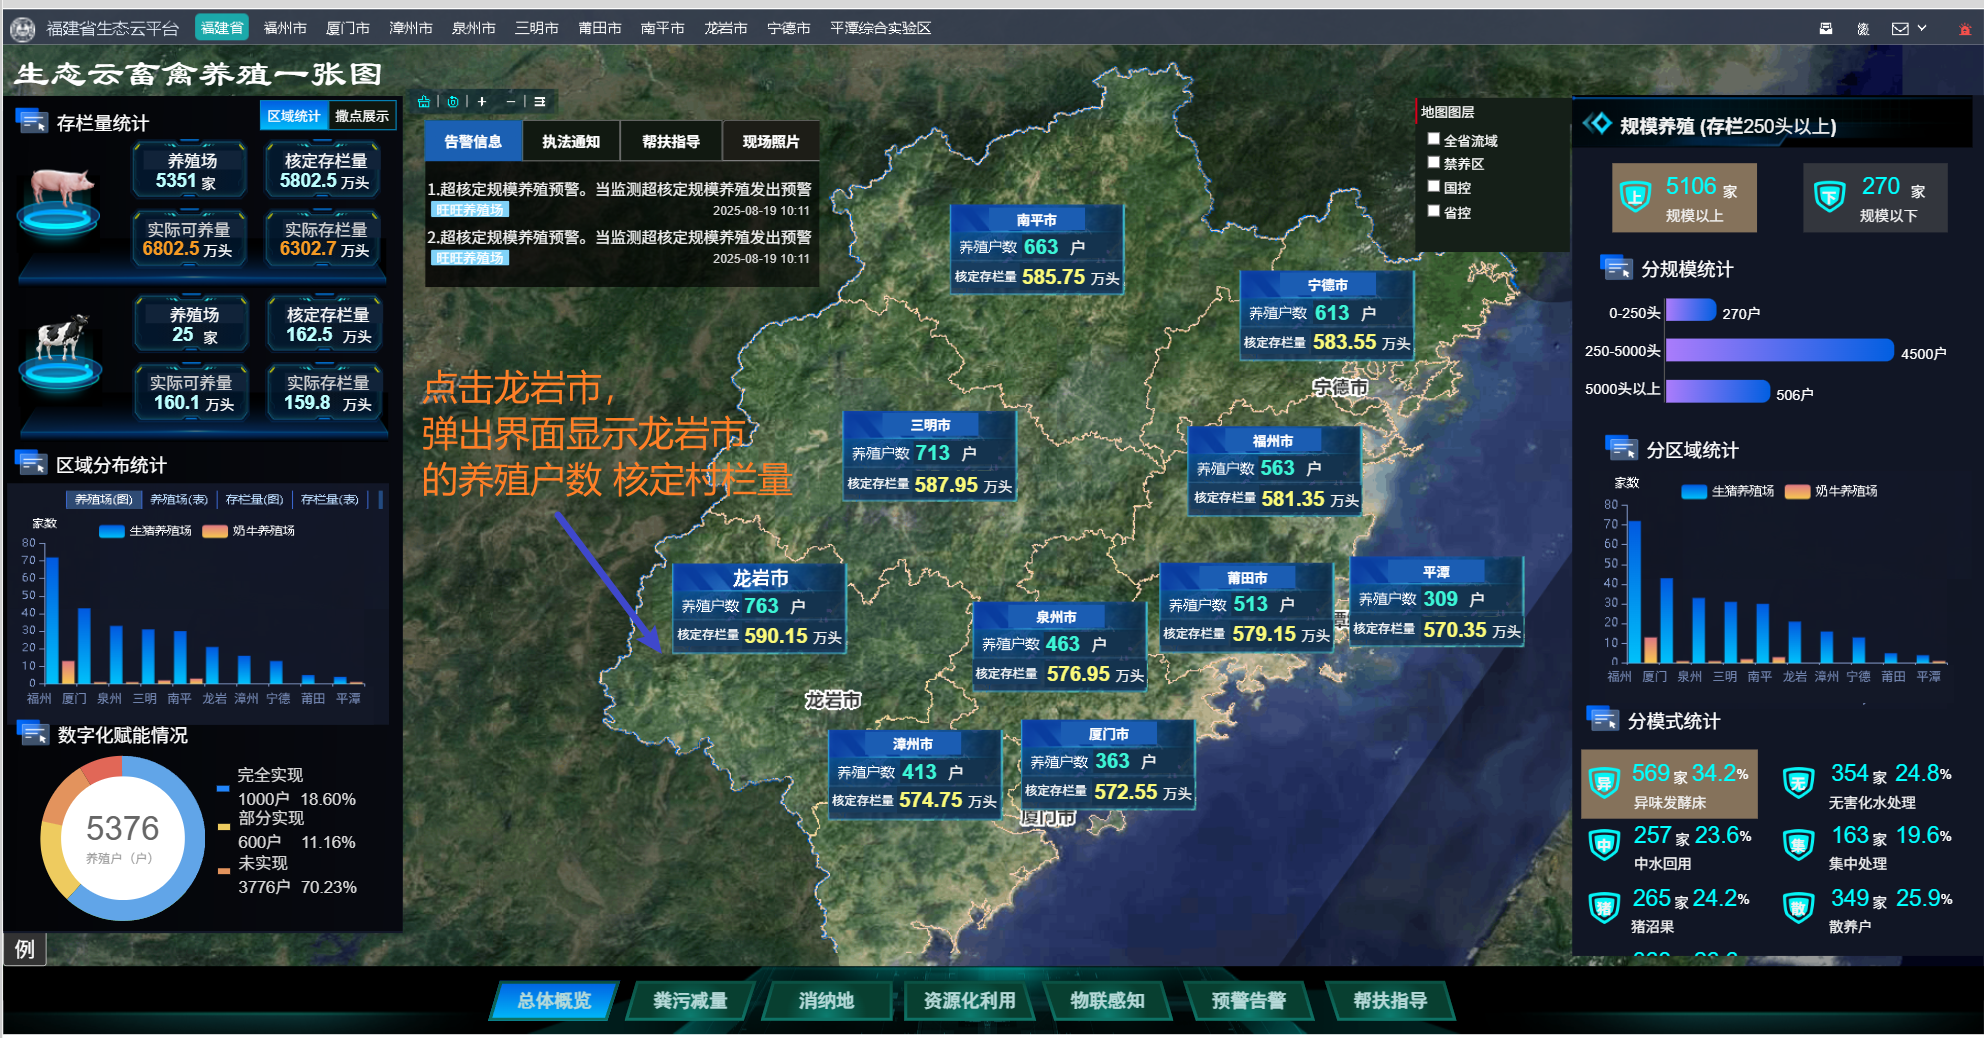 福建省生态云平台 福建省 福州市 厦门市 漳州市 泉州市 三明市 莆田市 南平市 龙岩市 宁德市 平潭综合实验区
生态云畜禽养殖一张图
存栏量统计 区域统计 撒点展示
养殖场 5351 家
核定存栏量 5802.5 万头
实际可养量 6802.5 万头
实际存栏量 6302.7 万头
养殖场 25 家
核定存栏量 162.5 万头
实际可养量 160.1 万头
实际存栏量 159.8 万头
区域分布统计
养殖场(图) 养殖场(表) 存栏量(图) 存栏量(表)
家数
生猪养殖场 奶牛养殖场
80
70
60
50
40
30
20
10
0
福州 厦门 泉州 三明 南平 龙岩 漳州 宁德 莆田 平潭
数字化赋能情况
5376
养殖户（户）
完全实现
1000户 18.60%
部分实现
600户 11.16%
未实现
3776户 70.23%
例
告警信息 执法通知 帮扶指导 现场照片
1.超核定规模养殖预警。当监测超核定规模养殖发出预警
旺旺养殖场 2025-08-19 10:11
2.超核定规模养殖预警。当监测超核定规模养殖发出预警
旺旺养殖场 2025-08-19 10:11
点击龙岩市，
弹出界面显示龙岩市
的养殖户数 核定村栏量
南平市
养殖户数 663 户
核定存栏量 585.75 万头
宁德市
养殖户数 613 户
核定存栏量 583.55 万头
宁德市
三明市
养殖户数 713 户
核定存栏量 587.95 万头
福州市
养殖户数 563 户
核定存栏量 581.35 万头
龙岩市
养殖户数 763 户
核定存栏量 590.15 万头
龙岩市
泉州市
养殖户数 463 户
核定存栏量 576.95 万头
莆田市
养殖户数 513 户
核定存栏量 579.15 万头
平潭
养殖户数 309 户
核定存栏量 570.35 万头
漳州市
养殖户数 413 户
核定存栏量 574.75 万头
厦门市
养殖户数 363 户
核定存栏量 572.55 万头
厦门市
地图图层
全省流域
禁养区
国控
省控
规模养殖 (存栏250头以上)
上 5106 家
规模以上
下 270 家
规模以下
分规模统计
0-250头 270户
250-5000头 4500户
5000头以上 506户
分区域统计
家数
生猪养殖场 奶牛养殖场
80
70
60
50
40
30
20
10
0
福州 厦门 泉州 三明 南平 龙岩 漳州 宁德 莆田 平潭
分模式统计
异 569 家 34.2%
异味发酵床
无 354 家 24.8%
无害化水处理
中 257 家 23.6%
中水回用
集 163 家 19.6%
集中处理
猪 265 家 24.2%
猪沼果
散 349 家 25.9%
散养户
总体概览 粪污减量 消纳地 资源化利用 物联感知 预警告警 帮扶指导